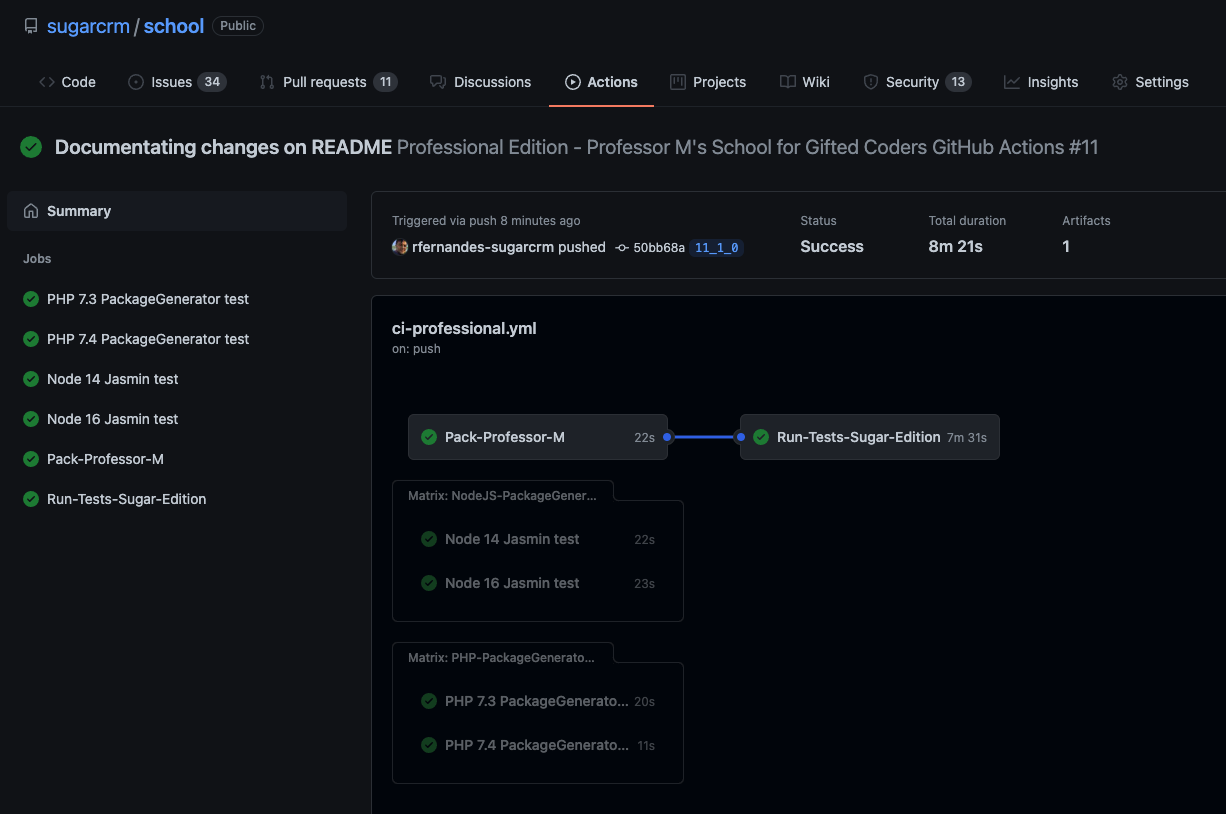 sugarcrm / school Public
Code Issues 34 Pull requests 11 Discussions Actions Projects Wiki Security 13 Insights Settings
Documentating changes on README Professional Edition - Professor M's School for Gifted Coders GitHub Actions #11
Summary
Jobs
PHP 7.3 PackageGenerator test
PHP 7.4 PackageGenerator test
Node 14 Jasmin test
Node 16 Jasmin test
Pack-Professor-M
Run-Tests-Sugar-Edition
Triggered via push 8 minutes ago
rfernandes-sugarcrm pushed 50bb68a 11_1_0
Status
Success
Total duration
8m 21s
Artifacts
1
ci-professional.yml
on: push
Pack-Professor-M 22s
Run-Tests-Sugar-Edition 7m 31s
Matrix: NodeJS-PackageGener...
Node 14 Jasmin test 22s
Node 16 Jasmin test 23s
Matrix: PHP-PackageGenerato...
PHP 7.3 PackageGenerato... 20s
PHP 7.4 PackageGenerato... 11s